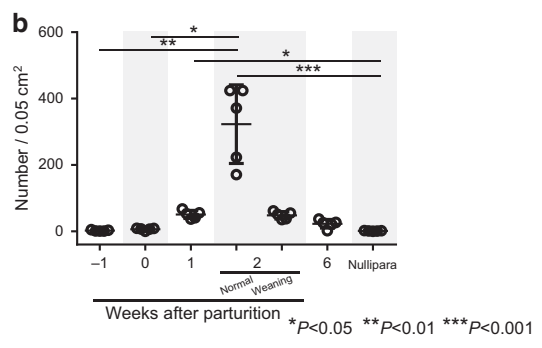 b
600
400
200
0
Number / 0.05 cm²
*
**
*
***
–1 0 1 2 6 Nullipara
Normal Weaning
Weeks after parturition
*P<0.05 **P<0.01 ***P<0.001